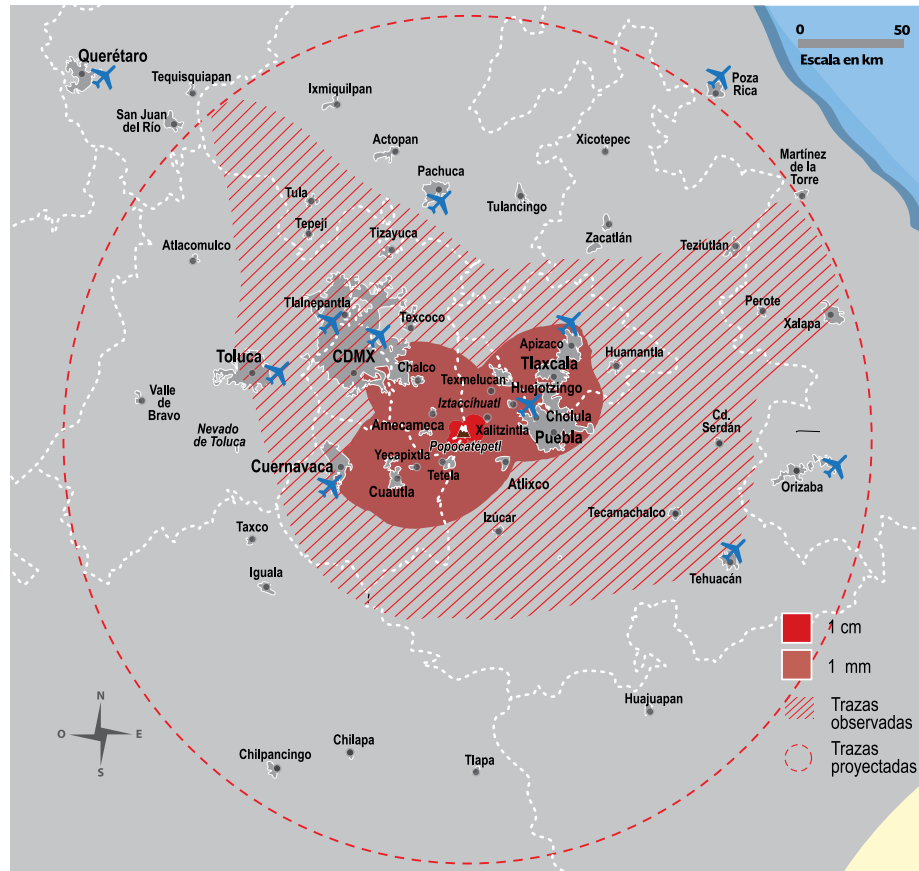 0 50
Escala en km
Querétaro
Tequisquiapan
San Juan
del Río
Ixmiquilpan
Poza
Rica
Actopan
Xicotepec
Martínez
de la
Torre
Pachuca
Tula
Tulancingo
Tepeji
Tizayuca
Zacatlán
Teziútlán
Atlacomulco
Tlalnepantla
Texcoco
Perote
Xalapa
Apizaco
Toluca
CDMX
Tlaxcala
Huamantla
Chalco
Texmelucan
Huejotzingo
Valle
de
Bravo
Iztaccíhuatl
Cholula
Nevado
de Toluca
Amecameca
Xalitzintla
Puebla
Cd.
Serdán
Popocatépetl
Cuernavaca
Yecapixtla
Tetela
Cuautla
Atlixco
Orizaba
Izúcar
Tecamachalco
Taxco
Tehuacán
Iguala
1 cm
1 mm
Trazas
observadas
Trazas
proyectadas
Huajuapan
N
O E
S
Chilpancingo
Chilapa
Tlapa